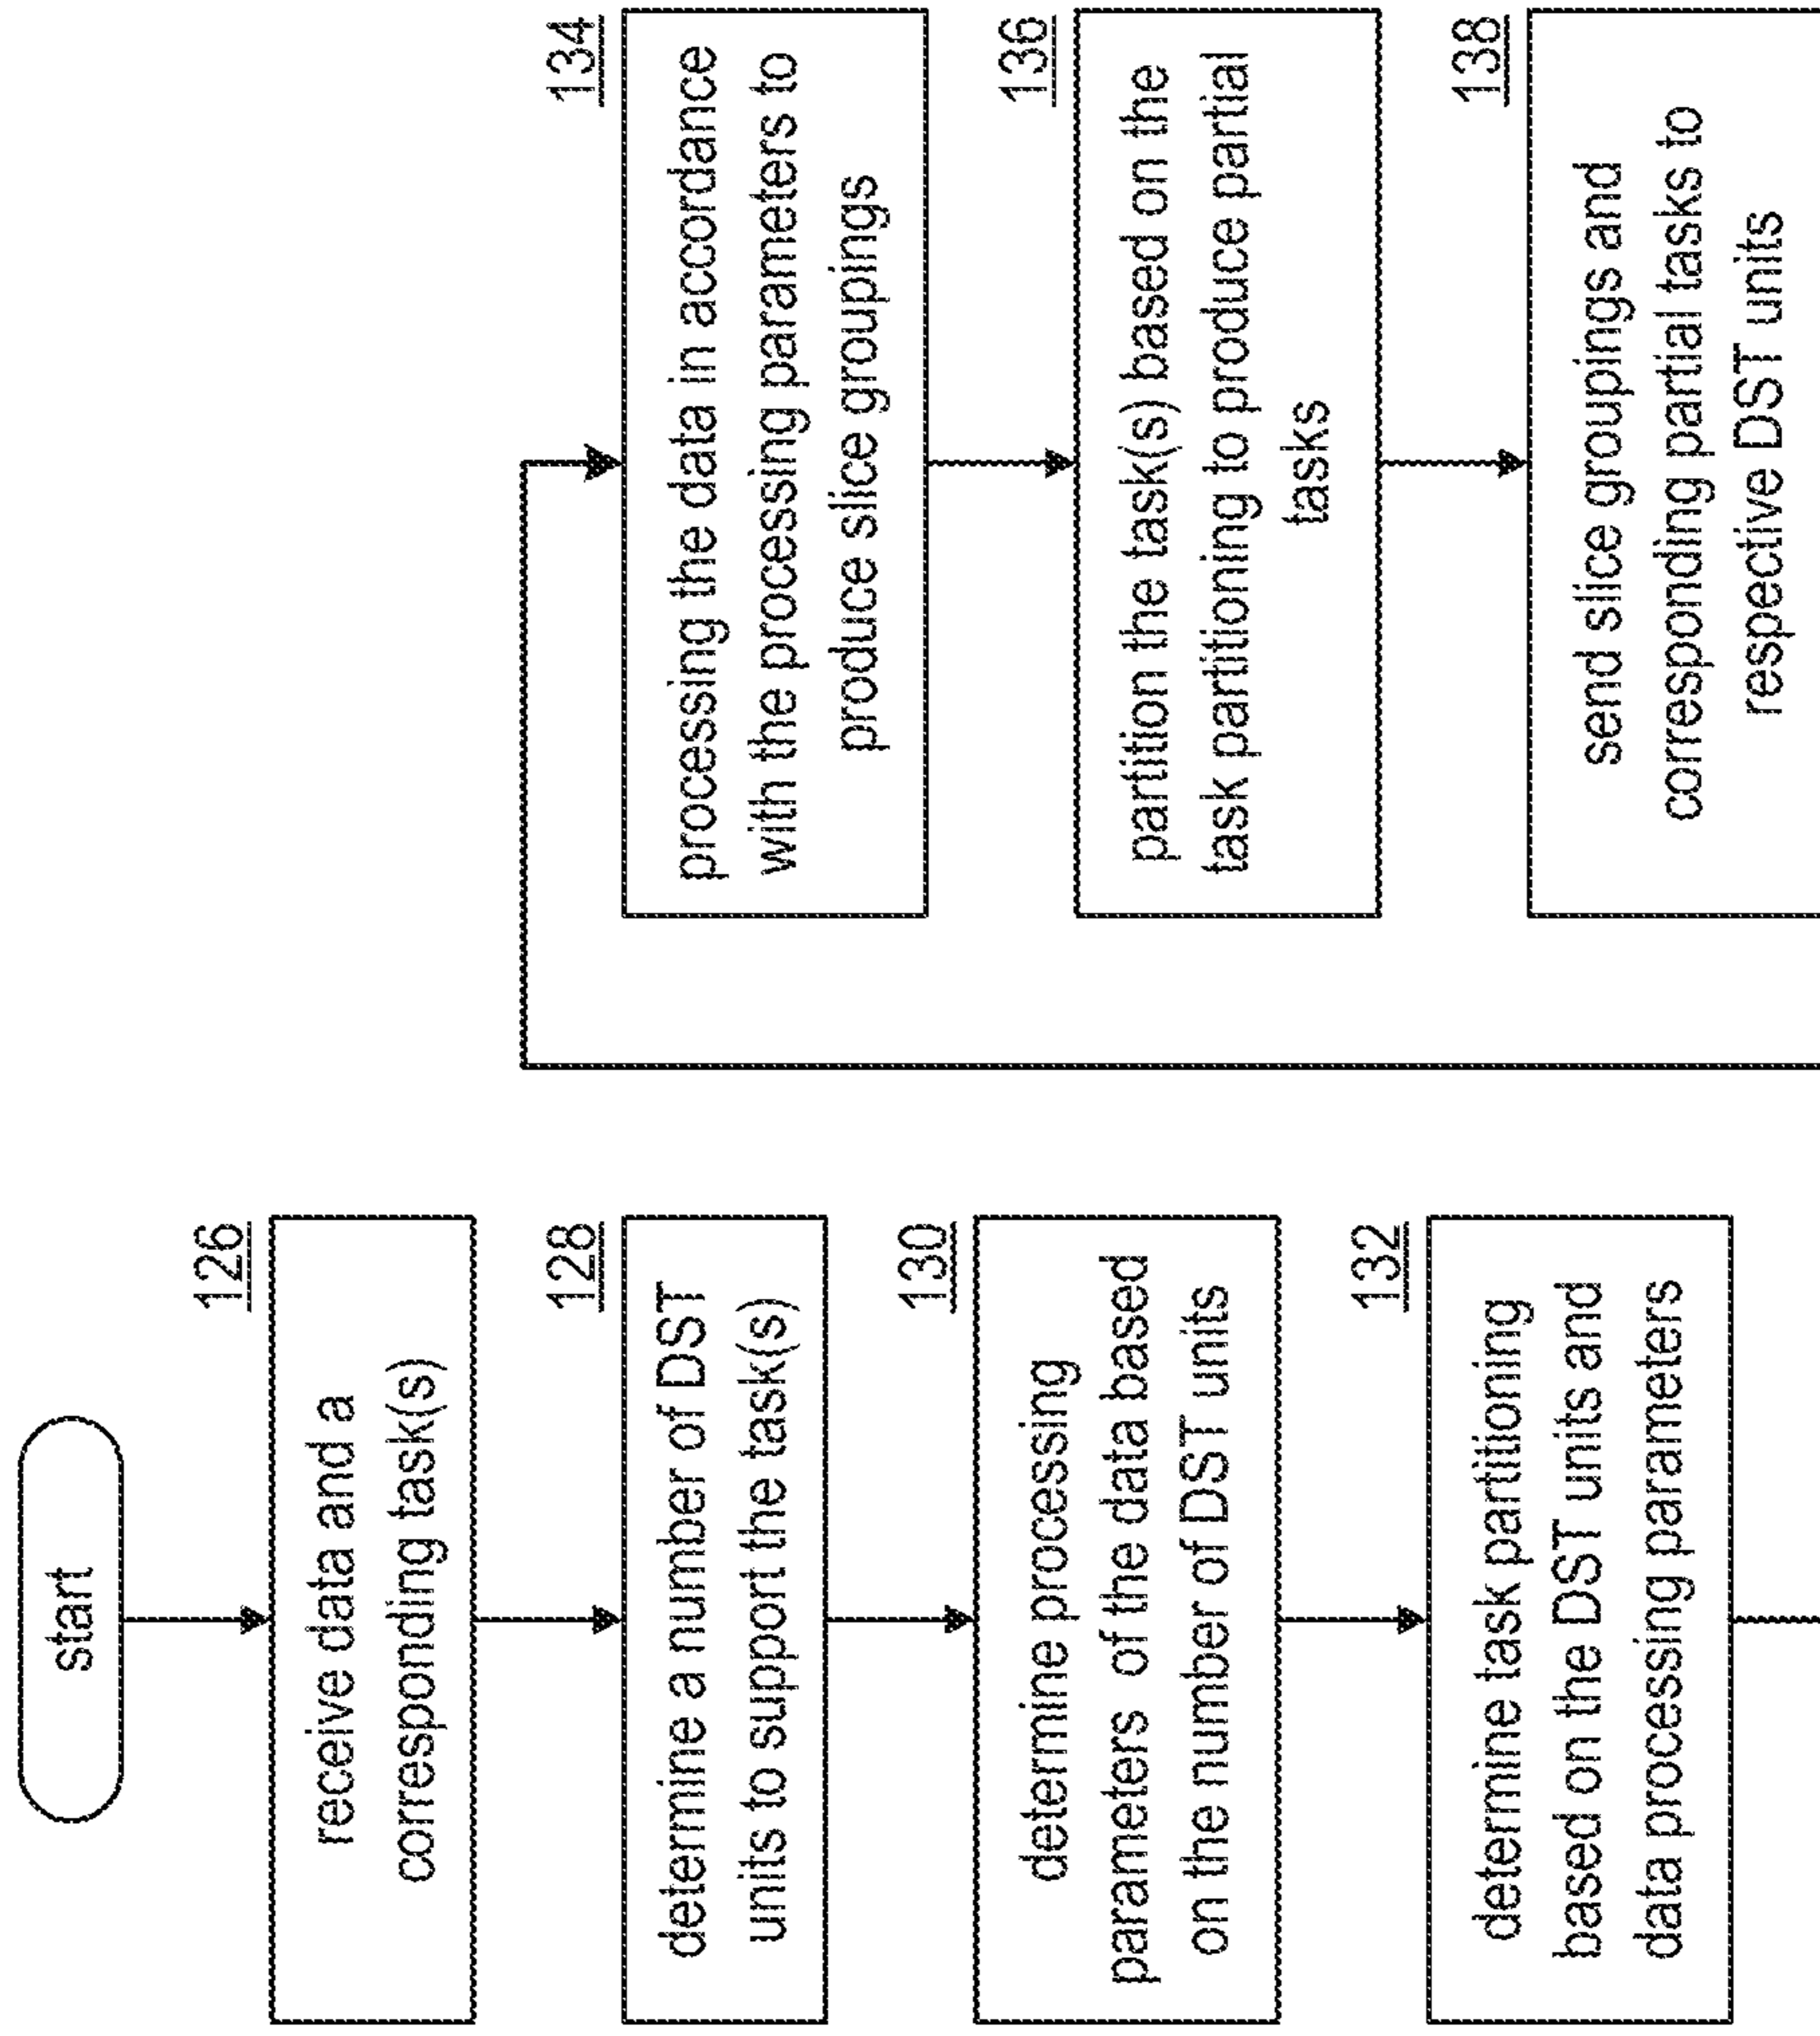 start
126
receive data and a
corresponding task(s)
128
determine a number of DST
units to support the task(s)
130
determine processing
parameters of the data based
on the number of DST units
132
determine task partitioning
based on the DST units and
data processing parameters
134
processing the data in accordance
with the processing parameters to
produce slice groupings
136
partition the task(s) based on the
task partitioning to produce partial
tasks
138
send slice groupings and
corresponding partial tasks to
respective DST units